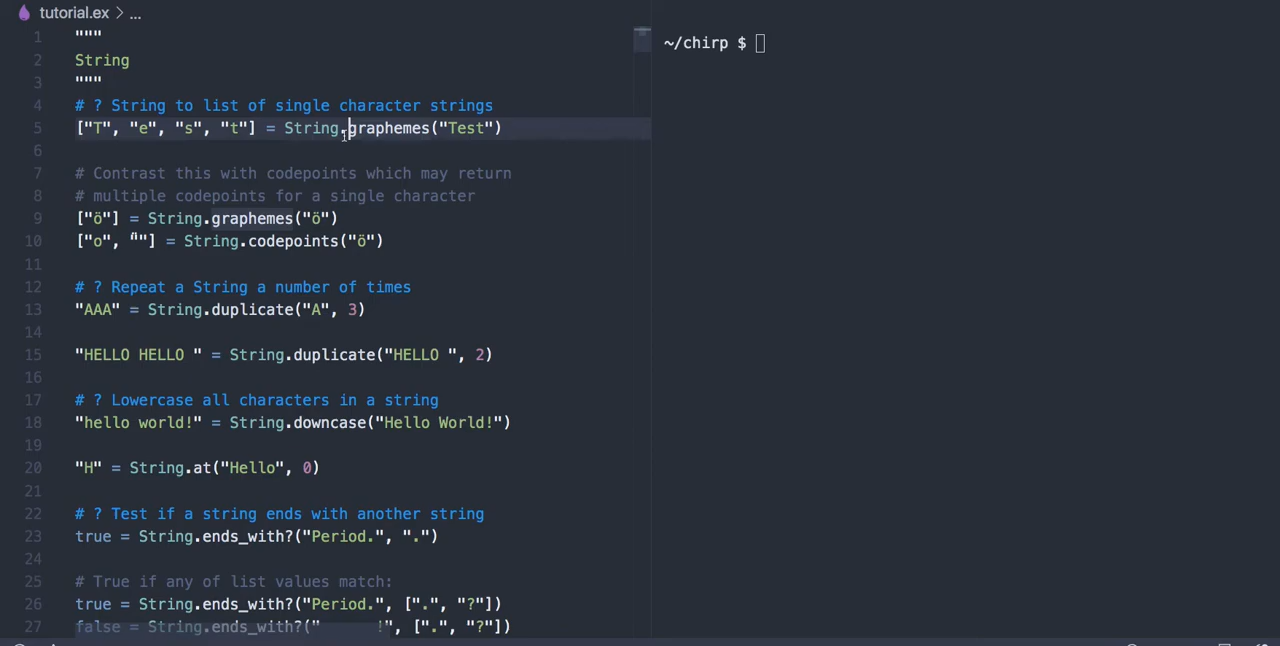 tutorial.ex > ...
1 """
2 String
3 """
4 # ? String to list of single character strings
5 ["T", "e", "s", "t"] = String.graphemes("Test")
6
7 # Contrast this with codepoints which may return
8 # multiple codepoints for a single character
9 ["ö"] = String.graphemes("ö")
10 ["o", "̈"] = String.codepoints("ö")
11
12 # ? Repeat a String a number of times
13 "AAA" = String.duplicate("A", 3)
14
15 "HELLO HELLO " = String.duplicate("HELLO ", 2)
16
17 # ? Lowercase all characters in a string
18 "hello world!" = String.downcase("Hello World!")
19
20 "H" = String.at("Hello", 0)
21
22 # ? Test if a string ends with another string
23 true = String.ends_with?("Period.", ".")
24
25 # True if any of list values match:
26 true = String.ends_with?("Period.", [".", "?"])
27 false = String.ends_with?(" !", [".", "?"])
~/chirp $